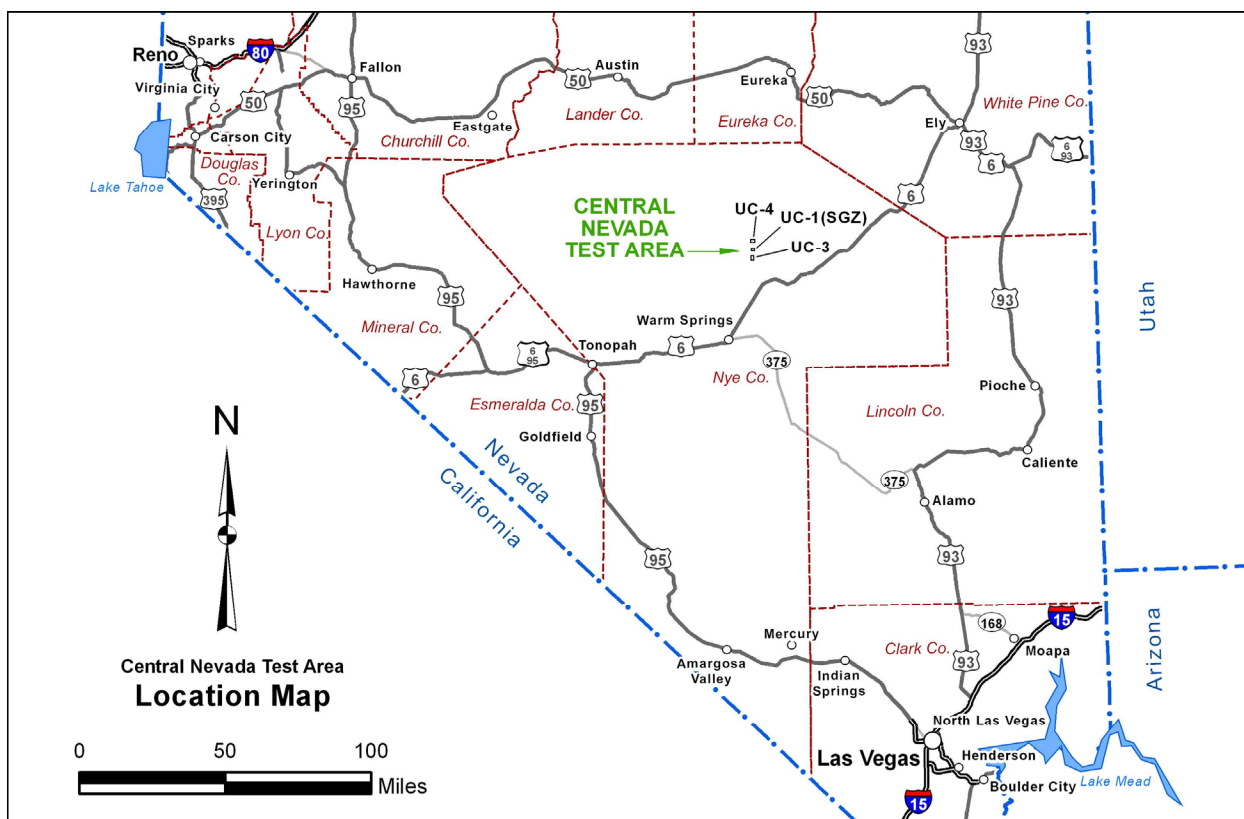 93
Sparks
Reno
80
Fallon
Virginia City
50
95
Carson City
Douglas Co.
Lake Tahoe
Yerington
395
Lyon Co.
Churchill Co.
Eastgate
50
Austin
Lander Co.
Eureka
Eureka Co.
50
White Pine Co.
Ely
93
6
6
93
6
CENTRAL
NEVADA
TEST AREA
UC-4
UC-1(SGZ)
UC-3
Hawthorne
95
Mineral Co.
6
6
95
Tonopah
6
Warm Springs
375
Nye Co.
93
Utah
Pioche
Lincoln Co.
Esmeralda Co.
95
Goldfield
Nevada
California
Caliente
375
Alamo
N
95
93
Mercury
Amargosa
Valley
Indian
Springs
Clark Co.
168
15
Moapa
93
Arizona
North Las Vegas
Las Vegas
Henderson
Boulder City
Lake Mead
15
Central Nevada Test Area
Location Map
0 50 100
Miles